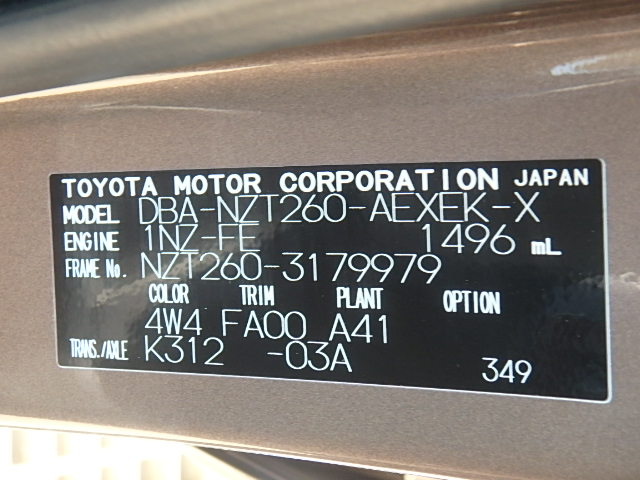 TOYOTA MOTOR CORPORATION JAPAN
MODEL DBA-NZT260-AEXEK-X
ENGINE 1NZ-FE 1496 mL
FRAME No. NZT260-3179979
COLOR TRIM PLANT OPTION
4W4 FA00 A41
TRANS./AXLE K312 -03A
349